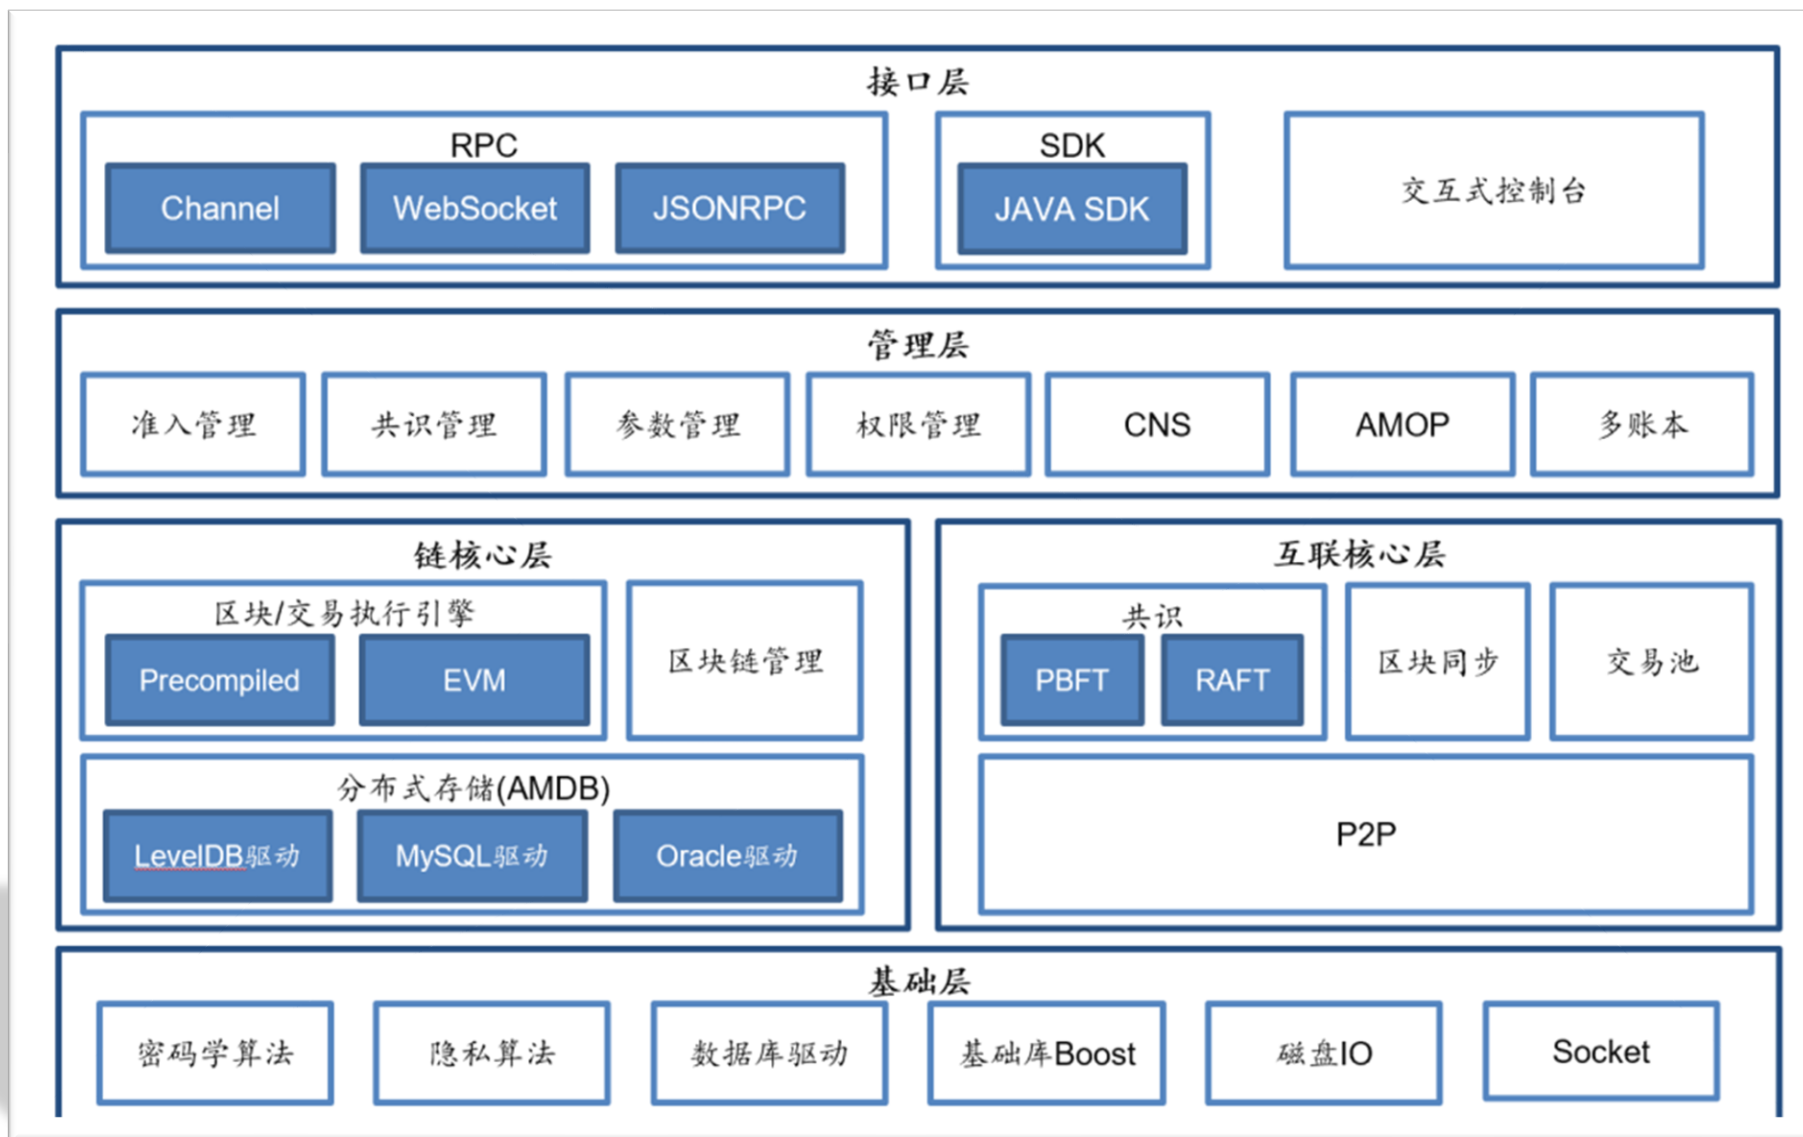 接口层
RPC
Channel
WebSocket
JSONRPC
SDK
JAVA SDK
交互式控制台
管理层
准入管理
共识管理
参数管理
权限管理
CNS
AMOP
多账本
链核心层
区块/交易执行引擎
Precompiled
EVM
区块链管理
分布式存储(AMDB)
LevelDB驱动
MySQL驱动
Oracle驱动
互联核心层
共识
PBFT
RAFT
区块同步
交易池
P2P
基础层
密码学算法
隐私算法
数据库驱动
基础库Boost
磁盘IO
Socket